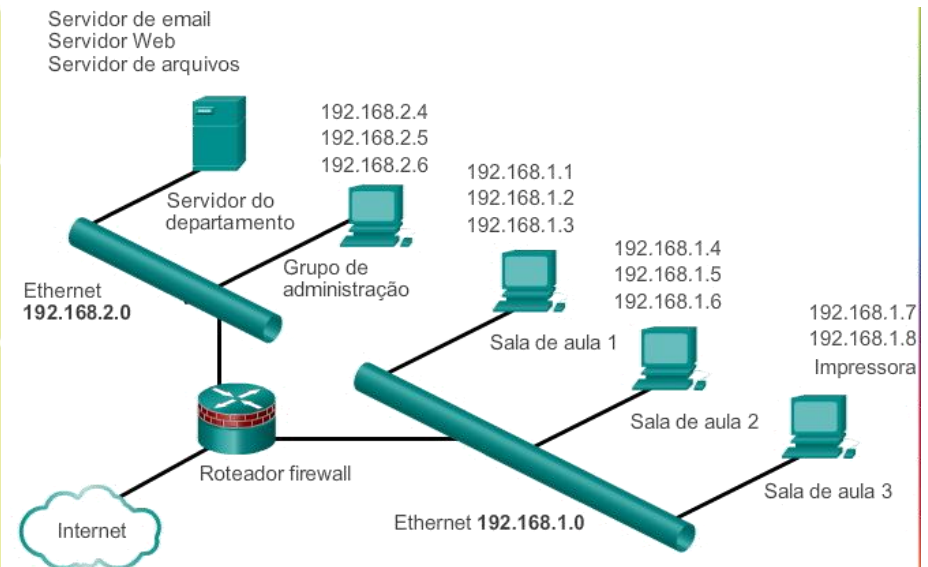 Servidor de email
Servidor Web
Servidor de arquivos
192.168.2.4
192.168.2.5
192.168.2.6
Servidor do
departamento
192.168.1.1
192.168.1.2
192.168.1.3
Grupo de
administração
192.168.1.4
192.168.1.5
192.168.1.6
Ethernet
192.168.2.0
Sala de aula 1
192.168.1.7
192.168.1.8
Impressora
Sala de aula 2
Roteador firewall
Sala de aula 3
Internet
Ethernet 192.168.1.0